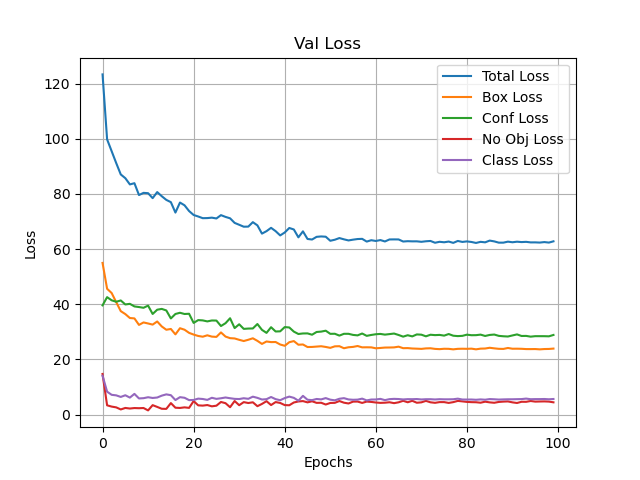 Val Loss
Total Loss
Box Loss
Conf Loss
No Obj Loss
Class Loss
Loss
120
100
80
60
40
20
0
0 20 40 60 80 100
Epochs